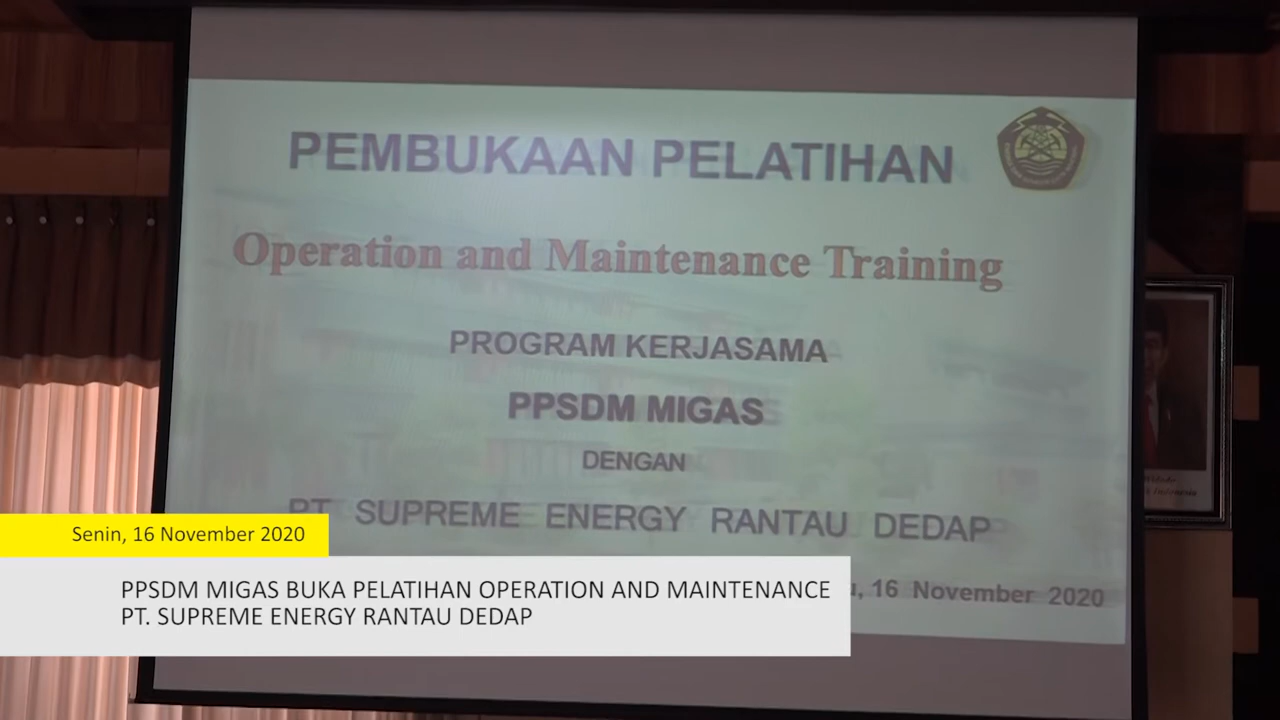 PEMBUKAAN PELATIHAN
Operation and Maintenance Training
PROGRAM KERJASAMA
PPSDM MIGAS
DENGAN
PT. SUPREME ENERGY RANTAU DEDAP
, 16 November 2020
Senin, 16 November 2020
PPSDM MIGAS BUKA PELATIHAN OPERATION AND MAINTENANCE
PT. SUPREME ENERGY RANTAU DEDAP